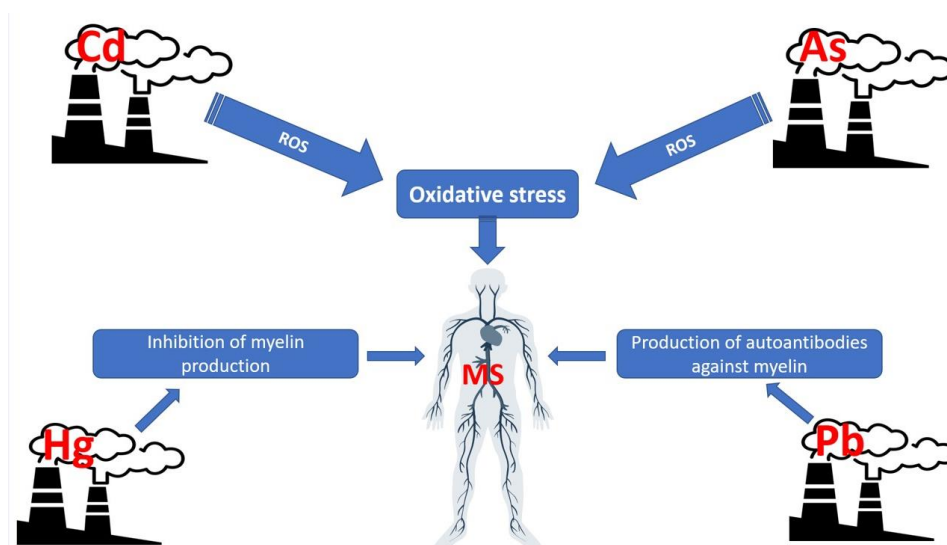 Cd
As
ROS
ROS
Oxidative stress
Inhibition of myelin
production
Production of autoantibodies
against myelin
MS
Hg
Pb